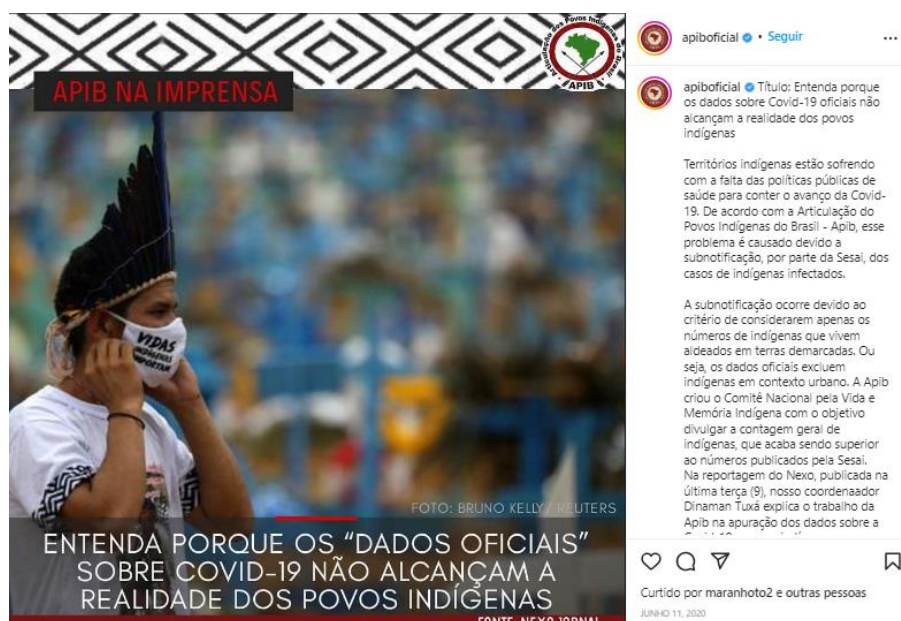 APIB NA IMPRENSA
Articulação dos Povos Indígenas do Brasil
APIB
VIDAS
INDÍGENAS
IMPORTAM
FOTO: BRUNO KELLY / REUTERS
ENTENDA PORQUE OS “DADOS OFICIAIS”
SOBRE COVID-19 NÃO ALCANÇAM A
REALIDADE DOS POVOS INDÍGENAS
FONTE: NEXO JORNAL
apiboficial • Seguir
apiboficial Título: Entenda porque
os dados sobre Covid-19 oficiais não
alcançam a realidade dos povos
indígenas
Territórios indígenas estão sofrendo
com a falta das políticas públicas de
saúde para conter o avanço da Covid-
19. De acordo com a Articulação do
Povos Indígenas do Brasil - Apib, esse
problema é causado devido a
subnotificação, por parte da Sesai, dos
casos de indígenas infectados.
A subnotificação ocorre devido ao
critério de considerarem apenas os
números de indígenas que vivem
aldeados em terras demarcadas. Ou
seja, os dados oficiais excluem
indígenas em contexto urbano. A Apib
criou o Comitê Nacional pela Vida e
Memória Indígena com o objetivo
divulgar a contagem geral de
indígenas, que acaba sendo superior
ao números publicados pela Sesai.
Na reportagem do Nexo, publicada na
última terça (9), nosso coordenaador
Dinaman Tuxá explica o trabalho da
Apib na apuração dos dados sobre a
Curtido por maranhoto2 e outras pessoas
JUNHO 11, 2020